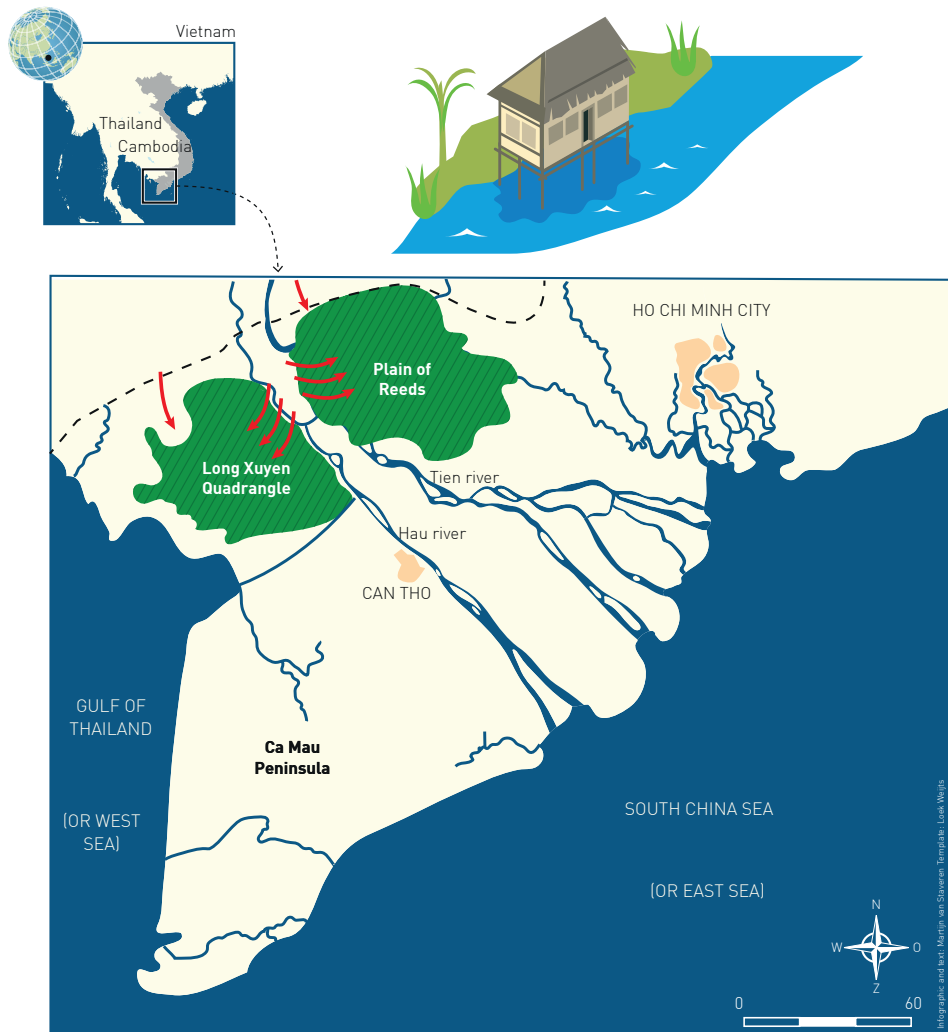 Vietnam
Thailand
Cambodia
HO CHI MINH CITY
Plain of
Reeds
Long Xuyen
Quadrangle
Tien river
Hau river
CAN THO
GULF OF
THAILAND
(OR WEST
SEA)
Ca Mau
Peninsula
SOUTH CHINA SEA
(OR EAST SEA)
N
W
O
Z
0
60
Infographic and text: Martijn van Staveren Template: Loek Weijts